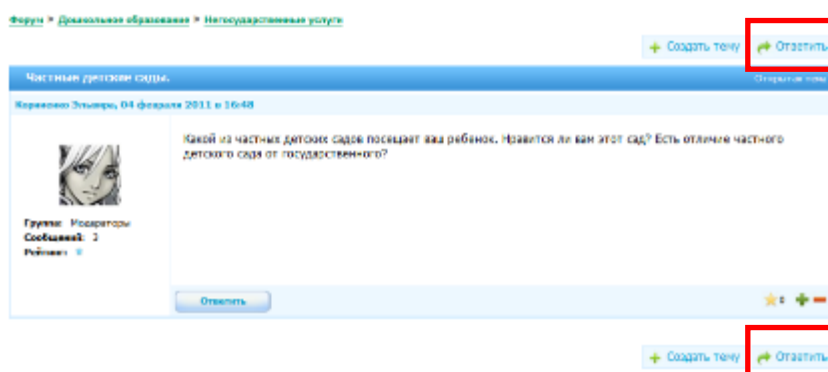 Форум > Дошкольное образование > Негосударственные услуги
Создать тему Ответить
Частные детские сады. Открытая тема
Эльвира, 04 февраля 2011 в 16:48
Какой из частных детских садов посещает ваш ребенок. Нравится ли вам этот сад? Есть отличие частного
детского сада от государственного?
Группа: Модераторы
Сообщений: 3
Рейтинг: 0
Ответить
Создать тему Ответить